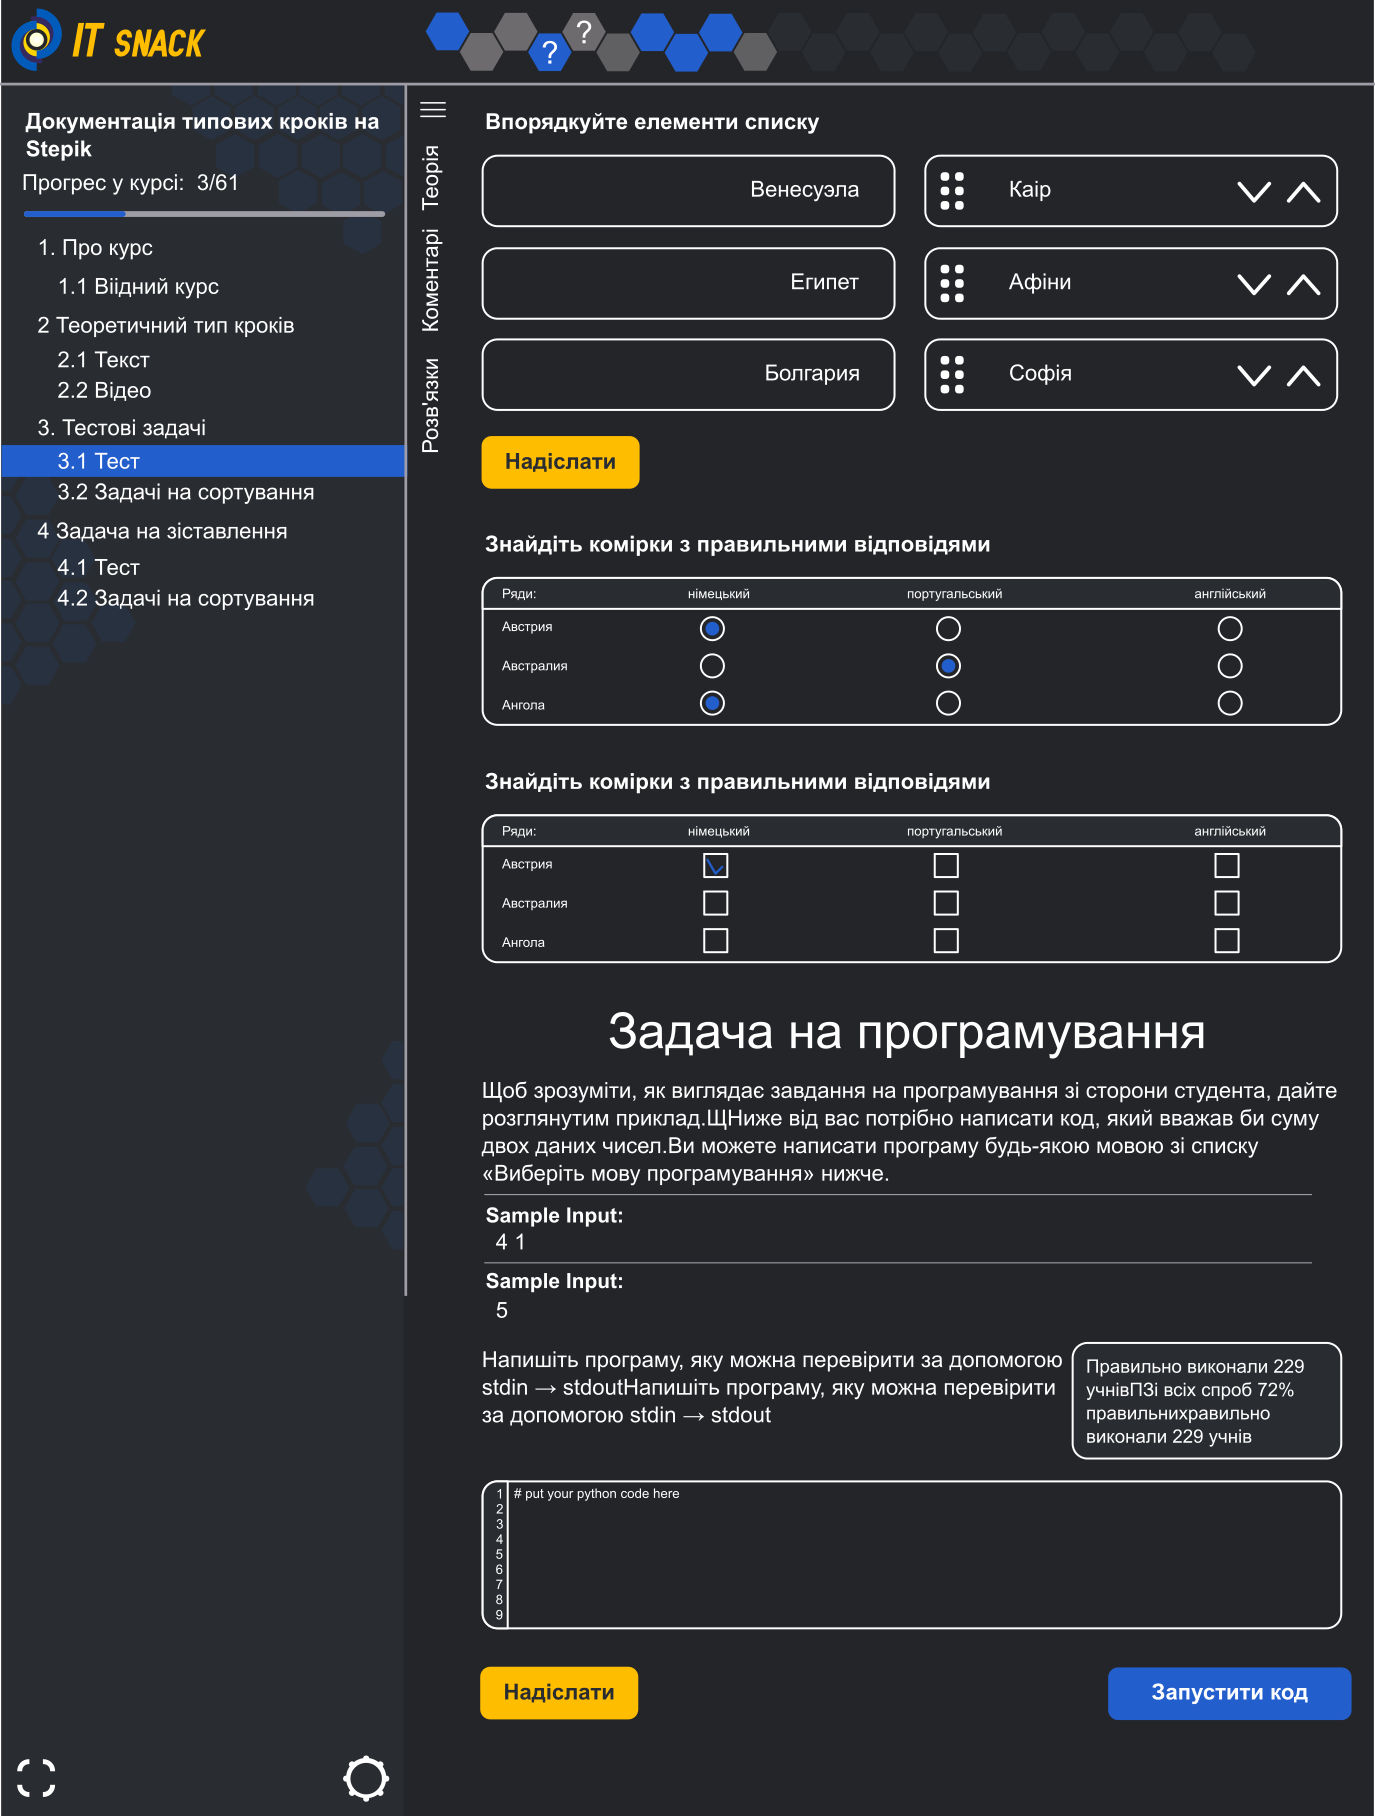 IT SNACK
?
?
Документація типових кроків на
Stepik
Прогрес у курсі: 3/61
1. Про курс
1.1 Віідний курс
2 Теоретичний тип кроків
2.1 Текст
2.2 Відео
3. Тестові задачі
3.1 Тест
3.2 Задачі на сортування
4 Задача на зіставлення
4.1 Тест
4.2 Задачі на сортування
Теорія
Коментарі
Розв'язки
Впорядкуйте елементи списку
Венесуэла
Каір
Египет
Афіни
Болгария
Софія
Надіслати
Знайдіть комірки з правильними відповідями
Ряди: німецький португальський англійський
Австрия
Австралия
Ангола
Знайдіть комірки з правильними відповідями
Ряди: німецький португальський англійський
Австрия
Австралия
Ангола
Задача на програмування
Щоб зрозуміти, як виглядає завдання на програмування зі сторони студента, дайте
розглянутим приклад.ЩНиже від вас потрібно написати код, який вважав би суму
двох даних чисел.Ви можете написати програму будь-якою мовою зі списку
«Виберіть мову програмування» нижче.
Sample Input:
4 1
Sample Input:
5
Напишіть програму, яку можна перевірити за допомогою
stdin → stdoutНапишіть програму, яку можна перевірити
за допомогою stdin → stdout
Правильно виконали 229
учнівПЗі всіх спроб 72%
правильнихравильно
виконали 229 учнів
1 # put your python code here
2
3
4
5
6
7
8
9
Надіслати
Запустити код